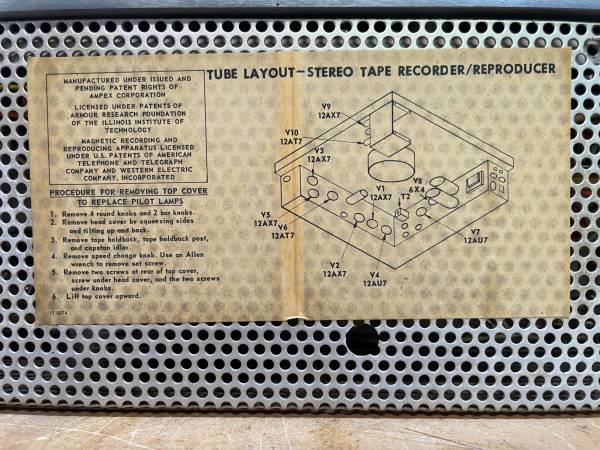 TUBE LAYOUT—STEREO TAPE RECORDER/REPRODUCER
MANUFACTURED UNDER ISSUED AND
PENDING PATENT RIGHTS OF
AMPEX CORPORATION
LICENSED UNDER PATENTS OF
ARMOUR RESEARCH FOUNDATION
OF THE ILLINOIS INSTITUTE OF
TECHNOLOGY
MAGNETIC RECORDING AND
REPRODUCING APPARATUS LICENSED
UNDER U.S. PATENTS OF AMERICAN
TELEPHONE AND TELEGRAPH
COMPANY AND WESTERN ELECTRIC
COMPANY, INCORPORATED
PROCEDURE FOR REMOVING TOP COVER
TO REPLACE PILOT LAMPS
1. Remove 4 round knobs and 2 bar knobs.
2. Remove head cover by squeezing sides
and tilting up and back.
3. Remove tape holdback, tape holdback post,
and capstan idler.
4. Remove speed change knob. Use an Allen
wrench to remove set screw.
5. Remove two screws at rear of top cover,
screw under head cover, and the two screws
under knobs.
6. Lift top cover upward.
17-0074
V9
12AX7
V10
12AT7
V3
12AX7
V1
12AX7
V8
6X4
T2
V5
12AX7
V6
12AT7
V7
12AU7
V2
12AX7
V4
12AU7